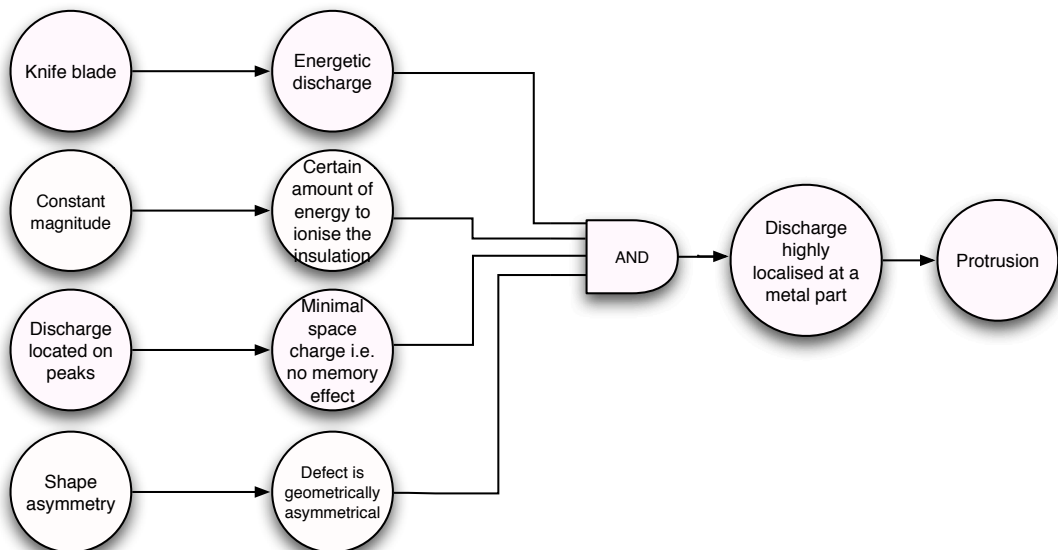 Knife blade
Energetic
discharge
Constant
magnitude
Certain
amount of
energy to
ionise the
insulation
AND
Discharge
highly
localised at a
metal part
Protrusion
Discharge
located on
peaks
Minimal
space
charge i.e.
no memory
effect
Shape
asymmetry
Defect is
geometrically
asymmetrical